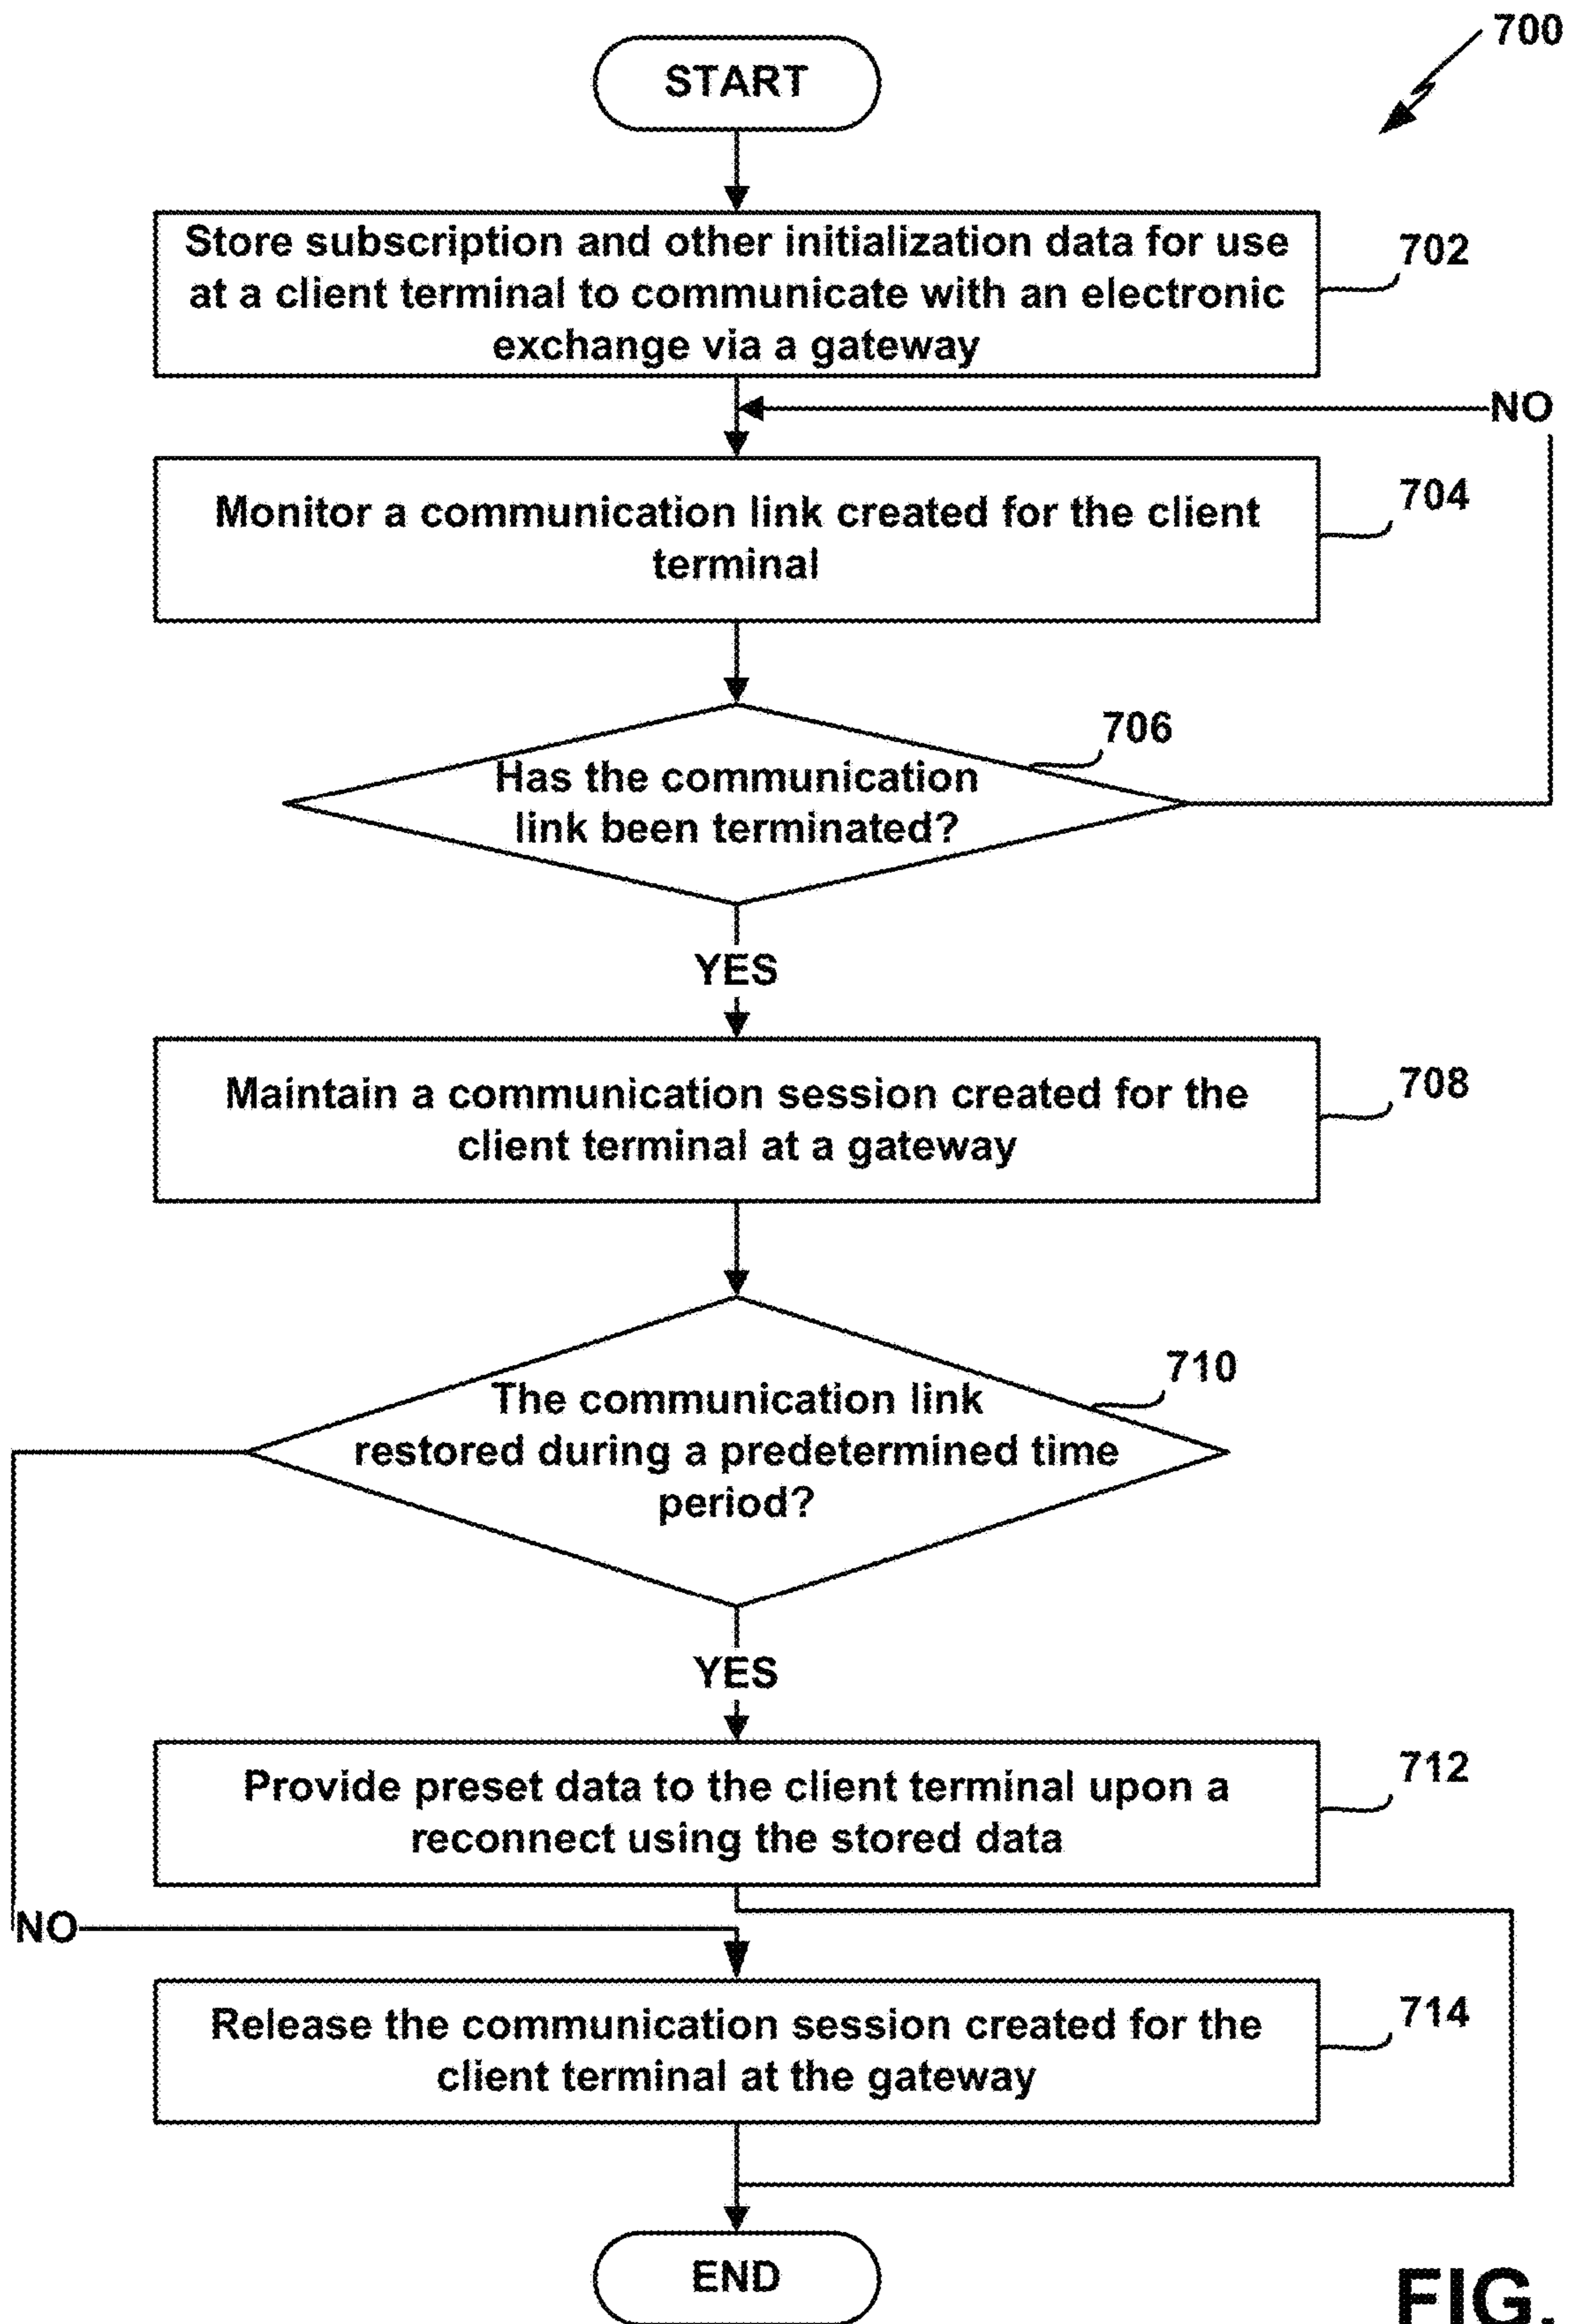 700
START
Store subscription and other initialization data for use
at a client terminal to communicate with an electronic
exchange via a gateway
702
NO
Monitor a communication link created for the client
terminal
704
706
Has the communication
link been terminated?
YES
Maintain a communication session created for the
client terminal at a gateway
708
710
The communication link
restored during a predetermined time
period?
YES
Provide preset data to the client terminal upon a
reconnect using the stored data
712
NO
Release the communication session created for the
client terminal at the gateway
714
END
FIG.